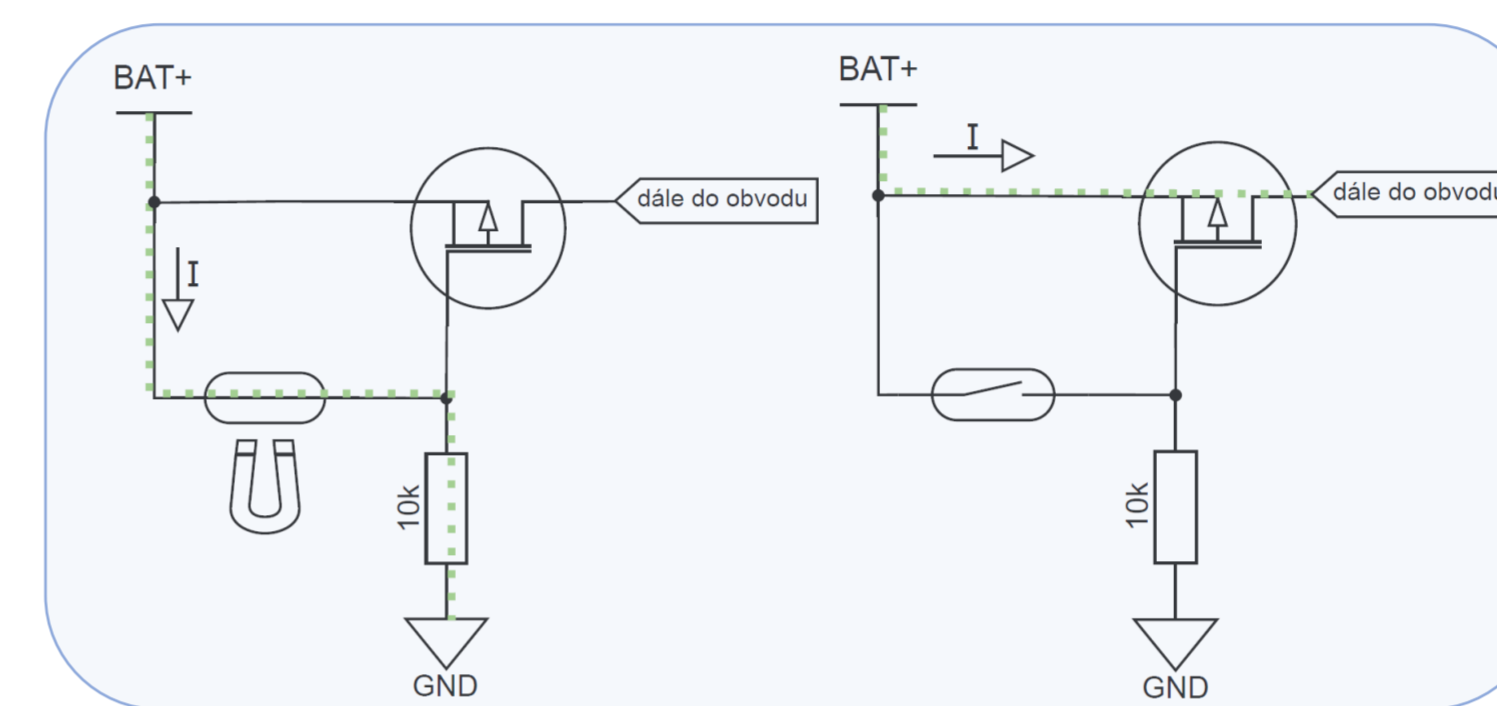 BAT+
I
dále do obvodu
10k
GND
BAT+
I
dále do obvodu
10k
GND